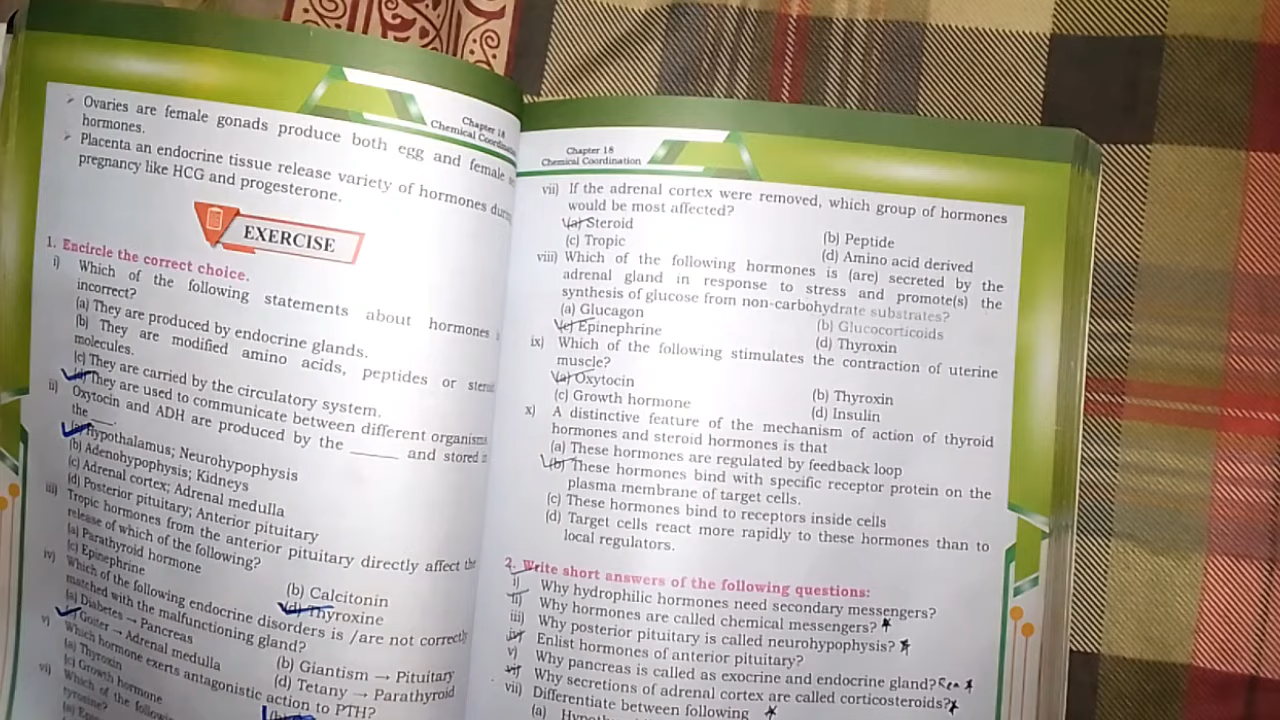 Chapter 18
Chemical
Ovaries are female gonads produce both egg and female
hormones.
Placenta an endocrine tissue release variety of hormones
pregnancy like HCG and progesterone.
EXERCISE
1. Encircle the correct choice.
i) Which of the following statements about hormones
incorrect?
(a) They are produced by endocrine glands.
(b) They are modified amino acids, peptides or
molecules.
(c) They are carried by the circulatory system.
(d) They are used to communicate between different organisms
ii) Oxytocin and ADH are produced by the ______ and stored
the ___.
(a) Hypothalamus; Neurohypophysis
(b) Adenohypophysis; Kidneys
(c) Adrenal cortex; Adrenal medulla
(d) Posterior pituitary; Anterior pituitary
iii) Tropic hormones from the anterior pituitary directly affect the
release of which of the following?
(a) Parathyroid hormone (b) Calcitonin
(c) Epinephrine (d) Thyroxine
iv) Which of the following endocrine disorders is /are not correctly
matched with the malfunctioning gland?
(a) Diabetes → Pancreas (b) Giantism → Pituitary
Goiter → Adrenal medulla (d) Tetany → Parathyroid
v) Which hormone exerts antagonistic action to PTH?
(a) Thyroxin
(c) Growth hormone
vi) Which of the
Chapter 18
Chemical Coordination
vii) If the adrenal cortex were removed, which group of hormones
would be most affected?
(a) Steroid (b) Peptide
(c) Tropic (d) Amino acid derived
viii) Which of the following hormones is (are) secreted by the
adrenal gland in response to stress and promote(s) the
synthesis of glucose from non-carbohydrate substrates?
(a) Glucagon (b) Glucocorticoids
(c) Epinephrine (d) Thyroxin
ix) Which of the following stimulates the contraction of uterine
muscle?
(a) Oxytocin (b) Thyroxin
(c) Growth hormone (d) Insulin
x) A distinctive feature of the mechanism of action of thyroid
hormones and steroid hormones is that
(a) These hormones are regulated by feedback loop
(b) These hormones bind with specific receptor protein on the
plasma membrane of target cells.
(c) These hormones bind to receptors inside cells
(d) Target cells react more rapidly to these hormones than to
local regulators.
2. Write short answers of the following questions:
i) Why hydrophilic hormones need secondary messengers?
ii) Why hormones are called chemical messengers?
iii) Why posterior pituitary is called neurohypophysis?
iv) Enlist hormones of anterior pituitary?
v) Why pancreas is called as exocrine and endocrine gland?
vi) Why secretions of adrenal cortex are called corticosteroids?
vii) Differentiate between following
(a)